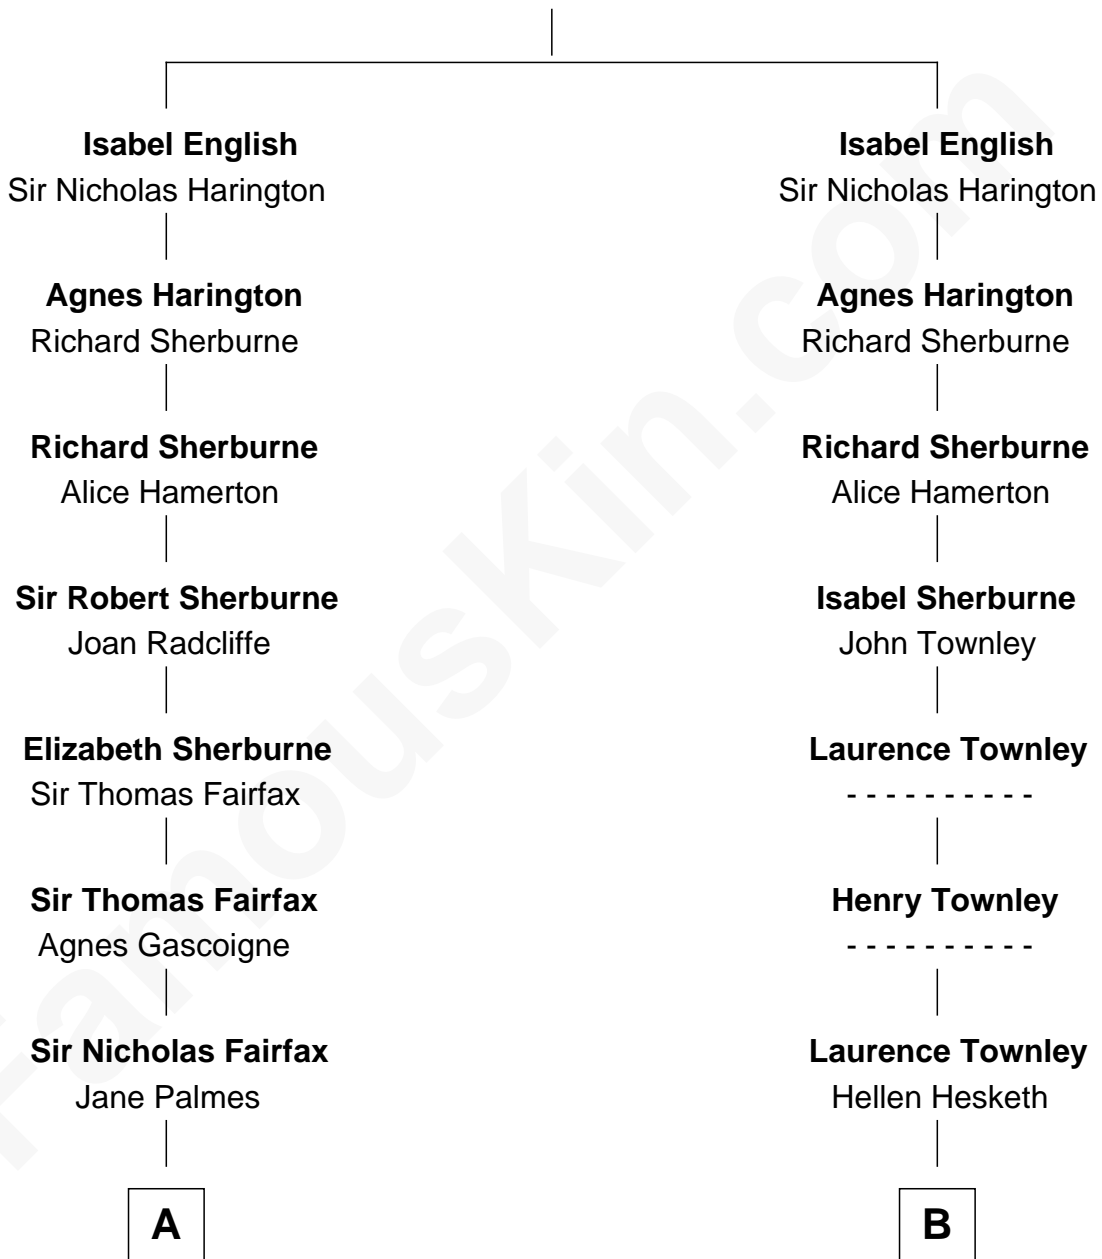 Isabel English
Sir Nicholas Harington
Agnes Harington
Richard Sherburne
Richard Sherburne
Alice Hamerton
Sir Robert Sherburne
Joan Radcliffe
Elizabeth Sherburne
Sir Thomas Fairfax
Sir Thomas Fairfax
Agnes Gascoigne
Sir Nicholas Fairfax
Jane Palmes
A
Isabel English
Sir Nicholas Harington
Agnes Harington
Richard Sherburne
Richard Sherburne
Alice Hamerton
Isabel Sherburne
John Townley
Laurence Townley
- - - - - - - - - -
Henry Townley
- - - - - - - - - -
Laurence Townley
Hellen Hesketh
B
FamousKin.com